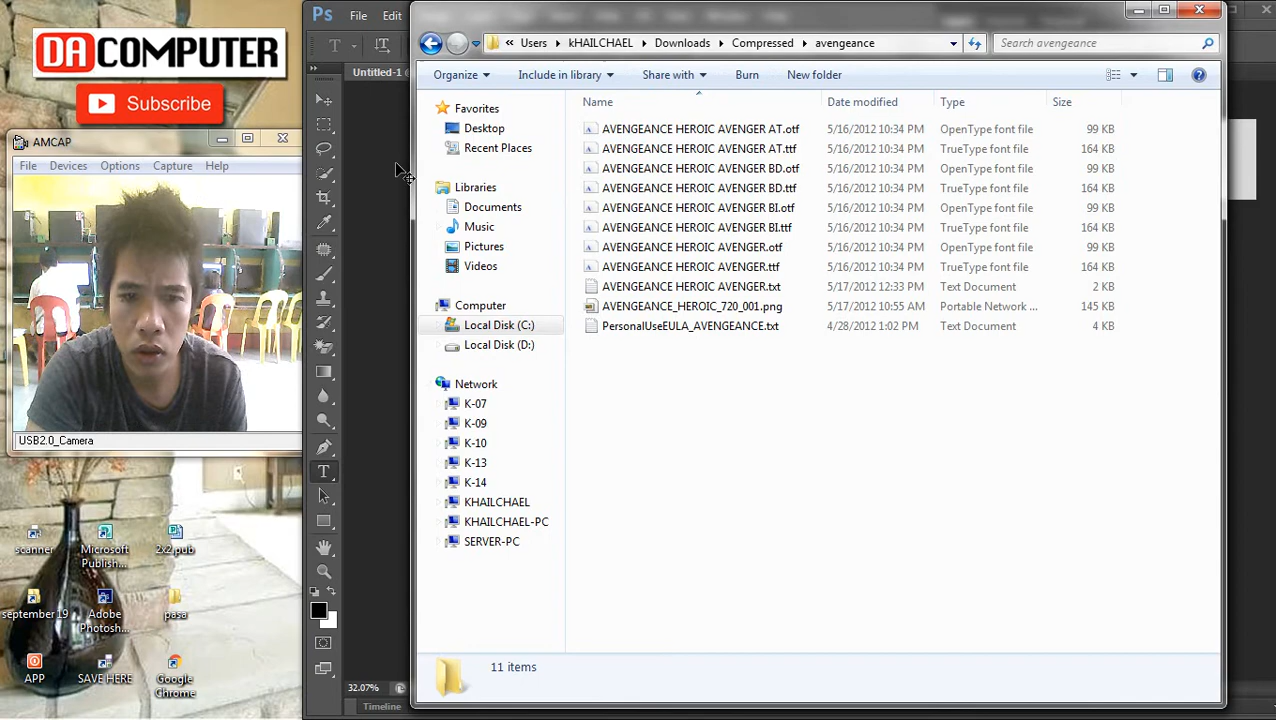 DACOMPUTER
Subscribe
AMCAP
File Devices Options Capture Help
USB2.0_Camera
scanner
Microsoft Publish...
2x2.pub
september 19
Adobe Photosh...
pasa
APP
SAVE HERE
Google Chrome
Ps File Edit
T
Untitled-1
32.07%
Timeline
« Users kHAILCHAEL Downloads Compressed avengeance
Search avengeance
Organize Include in library Share with Burn New folder
Favorites
Desktop
Recent Places
Libraries
Documents
Music
Pictures
Videos
Computer
Local Disk (C:)
Local Disk (D:)
Network
K-07
K-09
K-10
K-13
K-14
KHAILCHAEL
KHAILCHAEL-PC
SERVER-PC
Name Date modified Type Size
AVENGEANCE HEROIC AVENGER AT.otf 5/16/2012 10:34 PM OpenType font file 99 KB
AVENGEANCE HEROIC AVENGER AT.ttf 5/16/2012 10:34 PM TrueType font file 164 KB
AVENGEANCE HEROIC AVENGER BD.otf 5/16/2012 10:34 PM OpenType font file 99 KB
AVENGEANCE HEROIC AVENGER BD.ttf 5/16/2012 10:34 PM TrueType font file 164 KB
AVENGEANCE HEROIC AVENGER BI.otf 5/16/2012 10:34 PM OpenType font file 99 KB
AVENGEANCE HEROIC AVENGER BI.ttf 5/16/2012 10:34 PM TrueType font file 164 KB
AVENGEANCE HEROIC AVENGER.otf 5/16/2012 10:34 PM OpenType font file 99 KB
AVENGEANCE HEROIC AVENGER.ttf 5/16/2012 10:34 PM TrueType font file 164 KB
AVENGEANCE HEROIC AVENGER.txt 5/17/2012 12:33 PM Text Document 2 KB
AVENGEANCE_HEROIC_720_001.png 5/17/2012 10:55 AM Portable Network ... 145 KB
PersonalUseEULA_AVENGEANCE.txt 4/28/2012 1:02 PM Text Document 4 KB
11 items